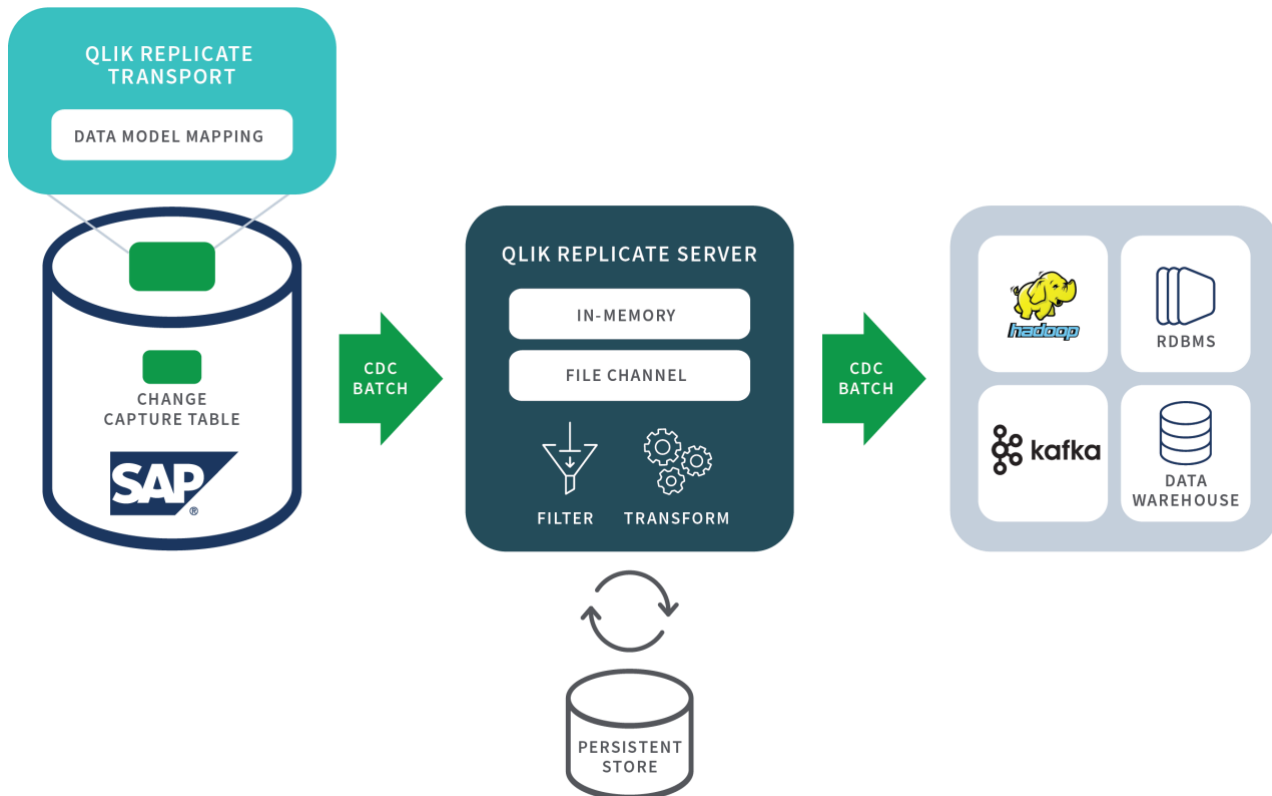 QLIK REPLICATE
TRANSPORT
DATA MODEL MAPPING
CHANGE
CAPTURE TABLE
SAP®
CDC
BATCH
QLIK REPLICATE SERVER
IN-MEMORY
FILE CHANNEL
FILTER
TRANSFORM
PERSISTENT
STORE
CDC
BATCH
hadoop
RDBMS
kafka
DATA
WAREHOUSE